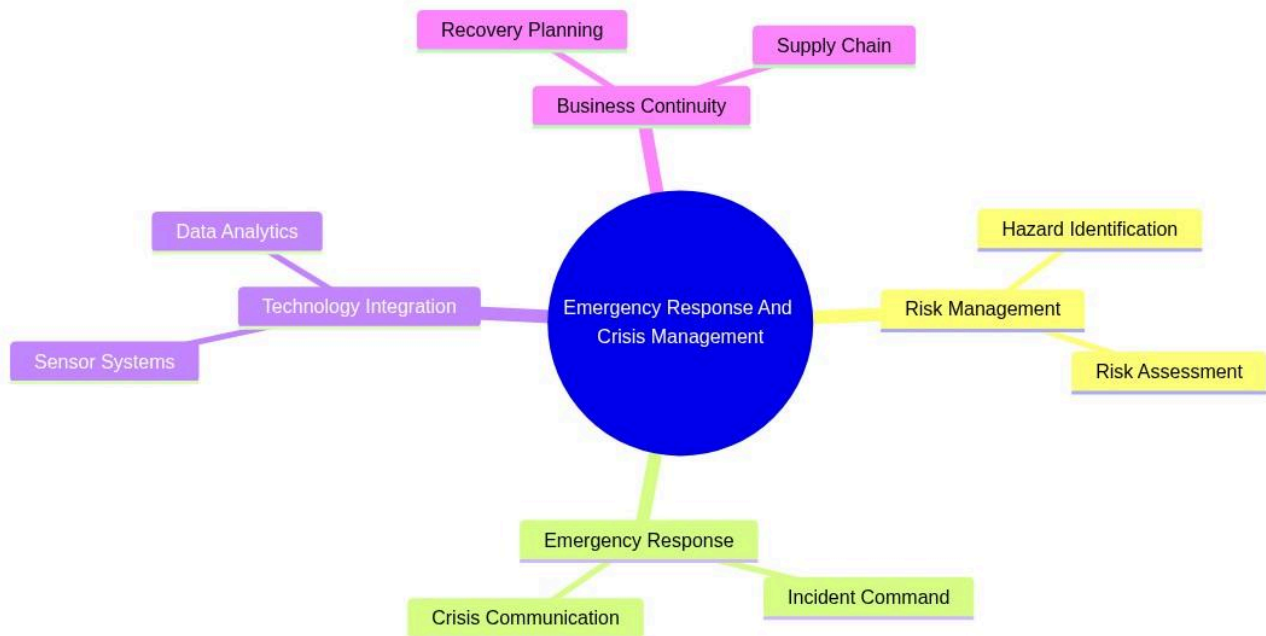 Recovery Planning
Supply Chain
Business Continuity
Data Analytics
Hazard Identification
Technology Integration
Emergency Response And
Crisis Management
Risk Management
Sensor Systems
Risk Assessment
Emergency Response
Incident Command
Crisis Communication